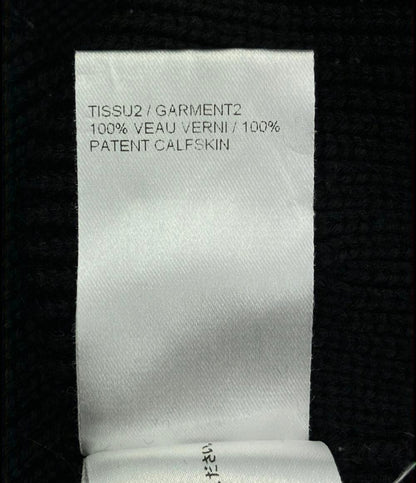 TISSU2 / GARMENT2
100% VEAU VERNI / 100%
PATENT CALFSKIN